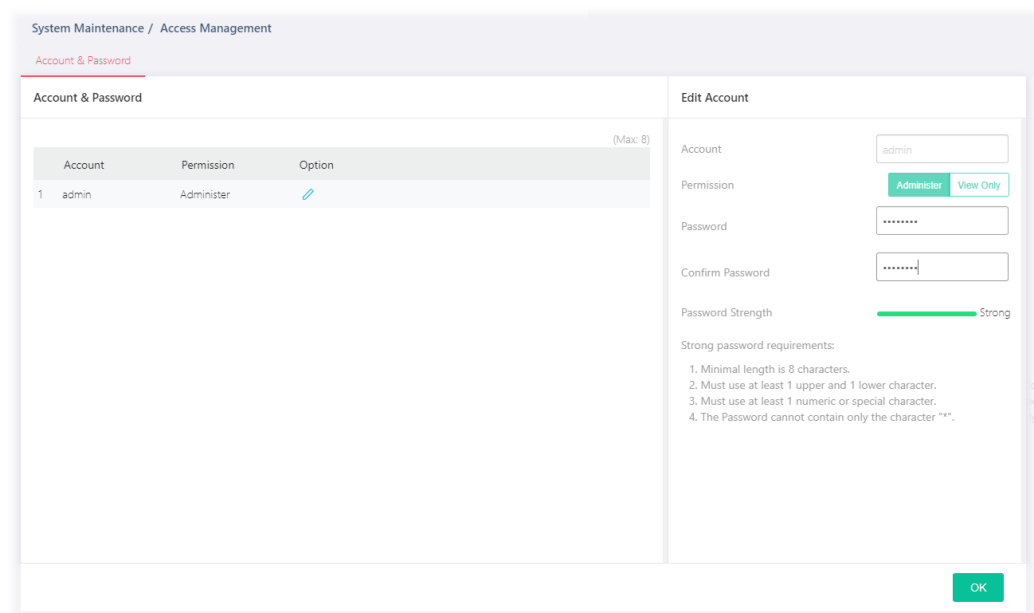 System Maintenance / Access Management
Account & Password
Account & Password
(Max: 8)
Account Permission Option
1 admin Administer
Edit Account
Account admin
Permission Administer View Only
Password ••••••••
Confirm Password ••••••••
Password Strength Strong
Strong password requirements:
1. Minimal length is 8 characters.
2. Must use at least 1 upper and 1 lower character.
3. Must use at least 1 numeric or special character.
4. The Password cannot contain only the character "*".
OK